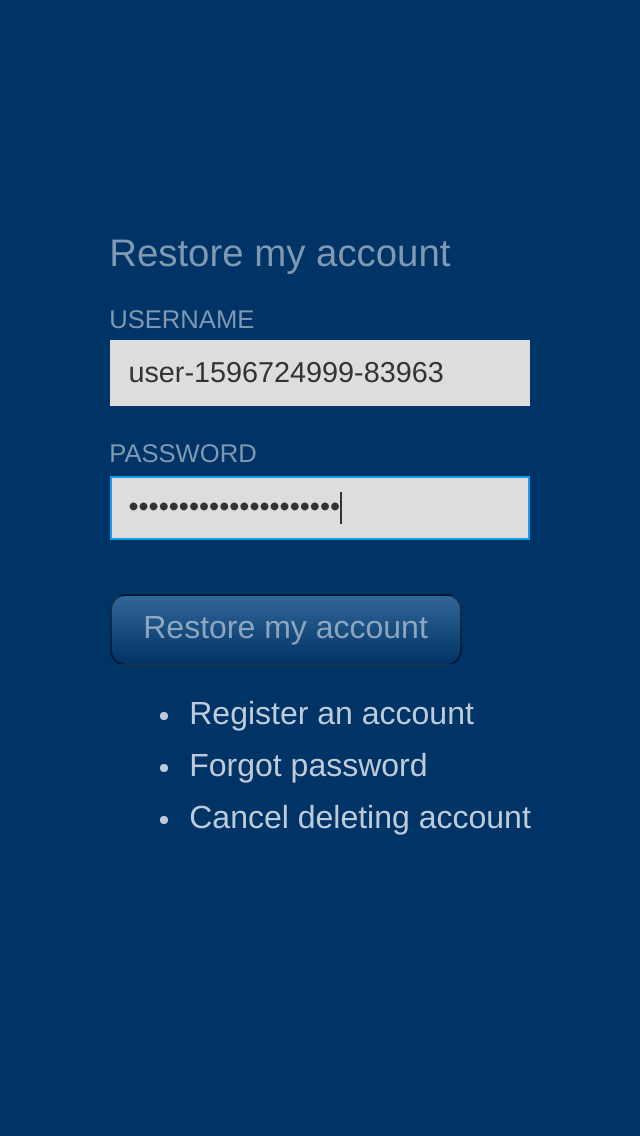 Restore my account
USERNAME
user-1596724999-83963
PASSWORD
•••••••••••••••••••••
Restore my account
• Register an account
• Forgot password
• Cancel deleting account